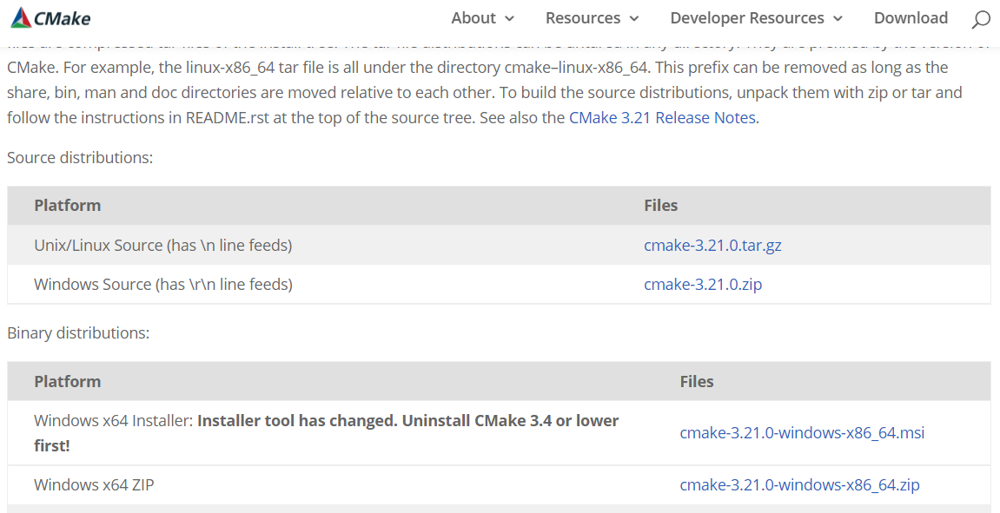 CMake
About
Resources
Developer Resources
Download
CMake. For example, the linux-x86_64 tar file is all under the directory cmake–linux-x86_64. This prefix can be removed as long as the
share, bin, man and doc directories are moved relative to each other. To build the source distributions, unpack them with zip or tar and
follow the instructions in README.rst at the top of the source tree. See also the CMake 3.21 Release Notes.
Source distributions:
Platform Files
Unix/Linux Source (has \n line feeds) cmake-3.21.0.tar.gz
Windows Source (has \r\n line feeds) cmake-3.21.0.zip
Binary distributions:
Platform Files
Windows x64 Installer: Installer tool has changed. Uninstall CMake 3.4 or lower
first!
cmake-3.21.0-windows-x86_64.msi
Windows x64 ZIP cmake-3.21.0-windows-x86_64.zip